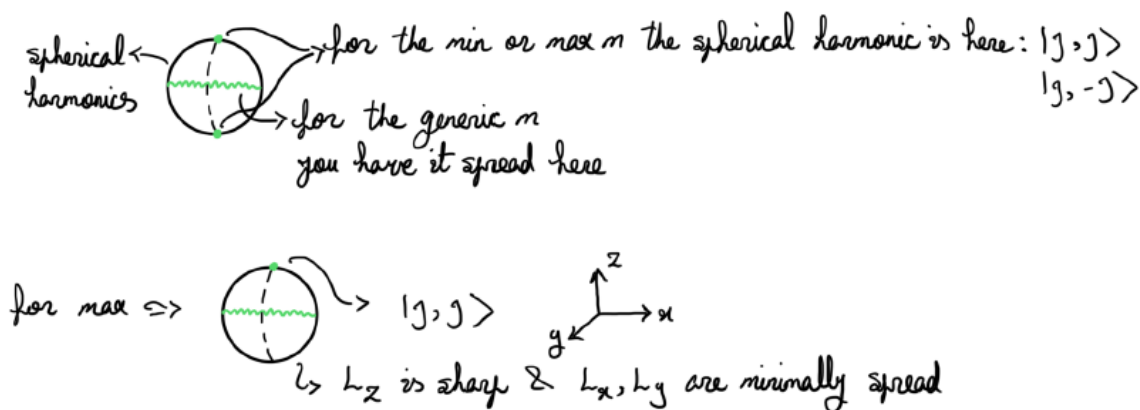 spherical harmonics
for the min or max m the spherical harmonic is here: |j, j>
|j, -j>
for the generic m
you have it spread here
for max =>
|j, j>
z
x
y
L_z is sharp & L_x, L_y are minimally spread